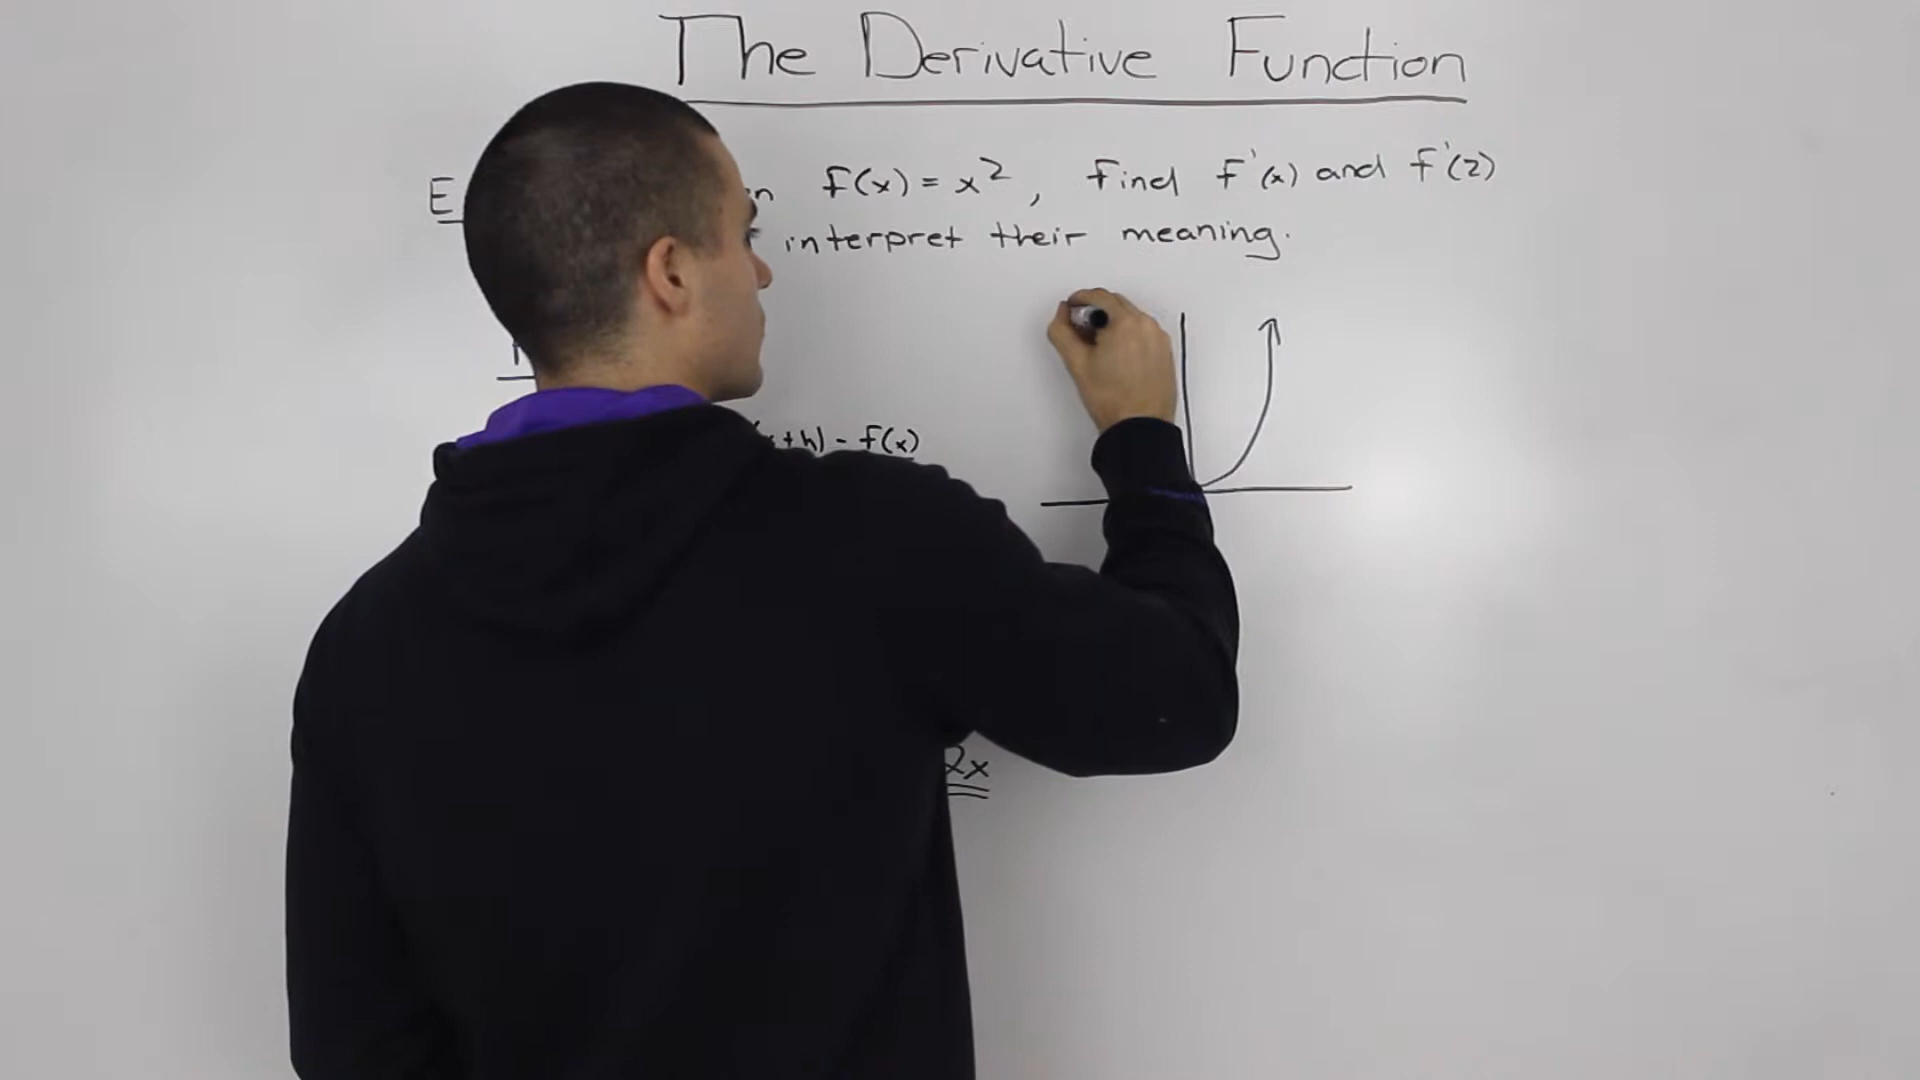 The Derivative Function
f(x) = x², Find f'(x) and f'(2)
interpret their meaning.
+h) - f(x)
2x